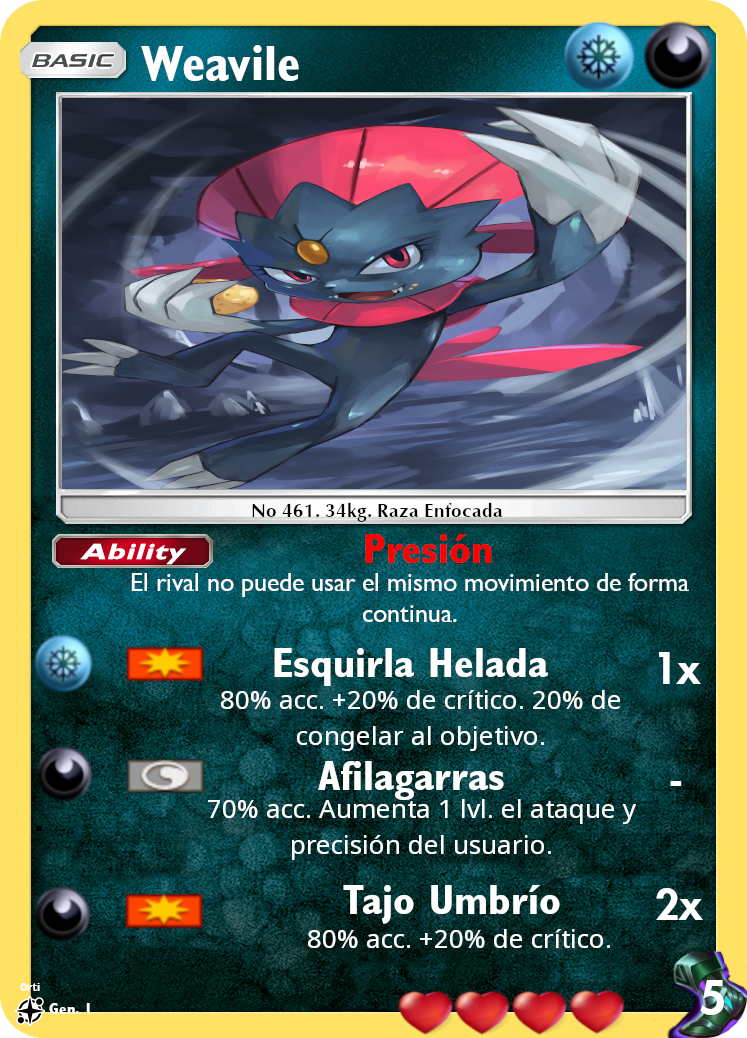 BASIC Weavile
No 461. 34kg. Raza Enfocada
Ability Presión
El rival no puede usar el mismo movimiento de forma
continua.
Esquirla Helada 1x
80% acc. +20% de crítico. 20% de
congelar al objetivo.
Afilagarras -
70% acc. Aumenta 1 lvl. el ataque y
precisión del usuario.
Tajo Umbrío 2x
80% acc. +20% de crítico.
5
Orti
Gen. I